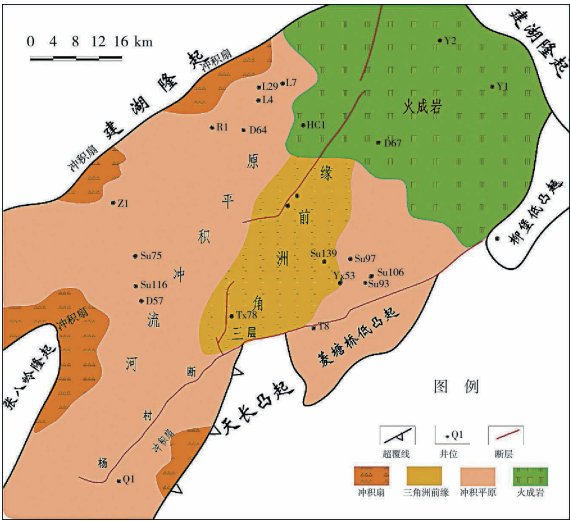 0 4 8 12 16 km
建湖隆起
建湖隆起
冲积扇
冲积扇
Y2
Y1
火成岩
L7
L29
L4
R1
D64
HC1
D67
Z1
河流冲积平原
三角洲前缘
柳堡低凸起
Su75
Su116
D57
Su139
Su97
Yx53
Su106
Su93
Tx78
T8
冲积扇
张八岭隆起
菱塘桥低凸起
天长凸起
杨村断层
冲积扇
Q1
图例
Q1
超覆线 井位 断层
冲积扇 三角洲前缘 冲积平原 火成岩